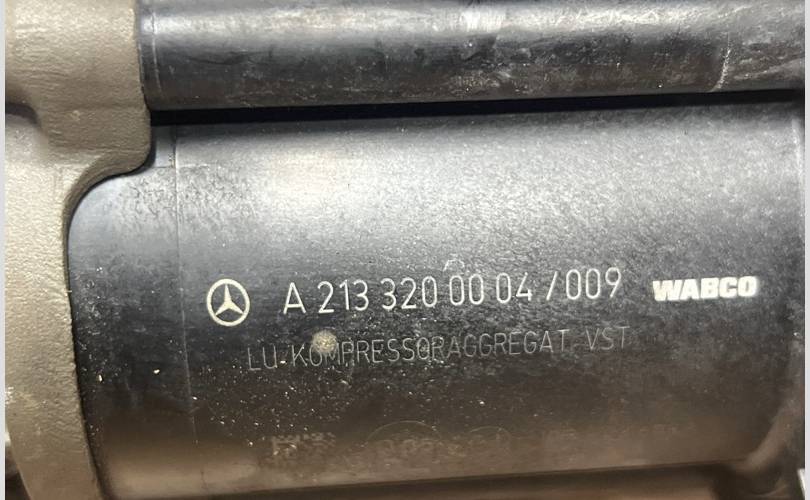 A 213 320 00 04 / 009 WABCO
LU-KOMPRESSORAGGREGAT VST